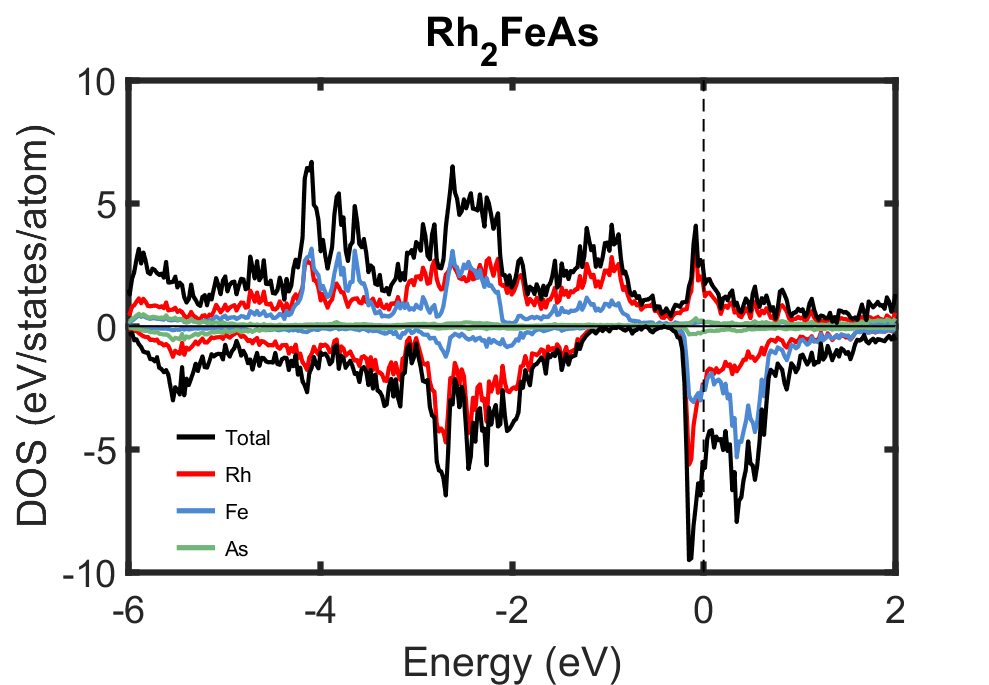 Rh2FeAs
DOS (eV/states/atom)
10
5
0
-5
-10
Total
Rh
Fe
As
-6 -4 -2 0 2
Energy (eV)